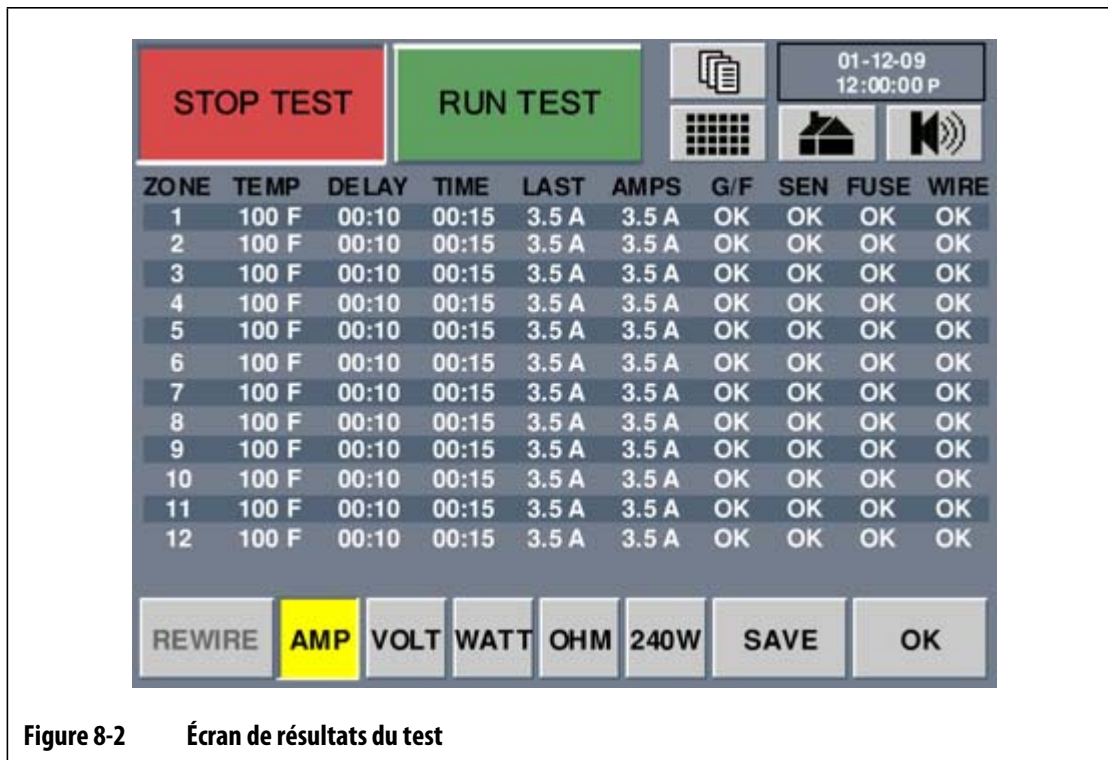 STOP TEST RUN TEST 01-12-09
12:00:00 P
ZONE TEMP DELAY TIME LAST AMPS G/F SEN FUSE WIRE
1 100 F 00:10 00:15 3.5 A 3.5 A OK OK OK OK
2 100 F 00:10 00:15 3.5 A 3.5 A OK OK OK OK
3 100 F 00:10 00:15 3.5 A 3.5 A OK OK OK OK
4 100 F 00:10 00:15 3.5 A 3.5 A OK OK OK OK
5 100 F 00:10 00:15 3.5 A 3.5 A OK OK OK OK
6 100 F 00:10 00:15 3.5 A 3.5 A OK OK OK OK
7 100 F 00:10 00:15 3.5 A 3.5 A OK OK OK OK
8 100 F 00:10 00:15 3.5 A 3.5 A OK OK OK OK
9 100 F 00:10 00:15 3.5 A 3.5 A OK OK OK OK
10 100 F 00:10 00:15 3.5 A 3.5 A OK OK OK OK
11 100 F 00:10 00:15 3.5 A 3.5 A OK OK OK OK
12 100 F 00:10 00:15 3.5 A 3.5 A OK OK OK OK
REWIRE AMP VOLT WATT OHM 240W SAVE OK
Figure 8-2 Écran de résultats du test